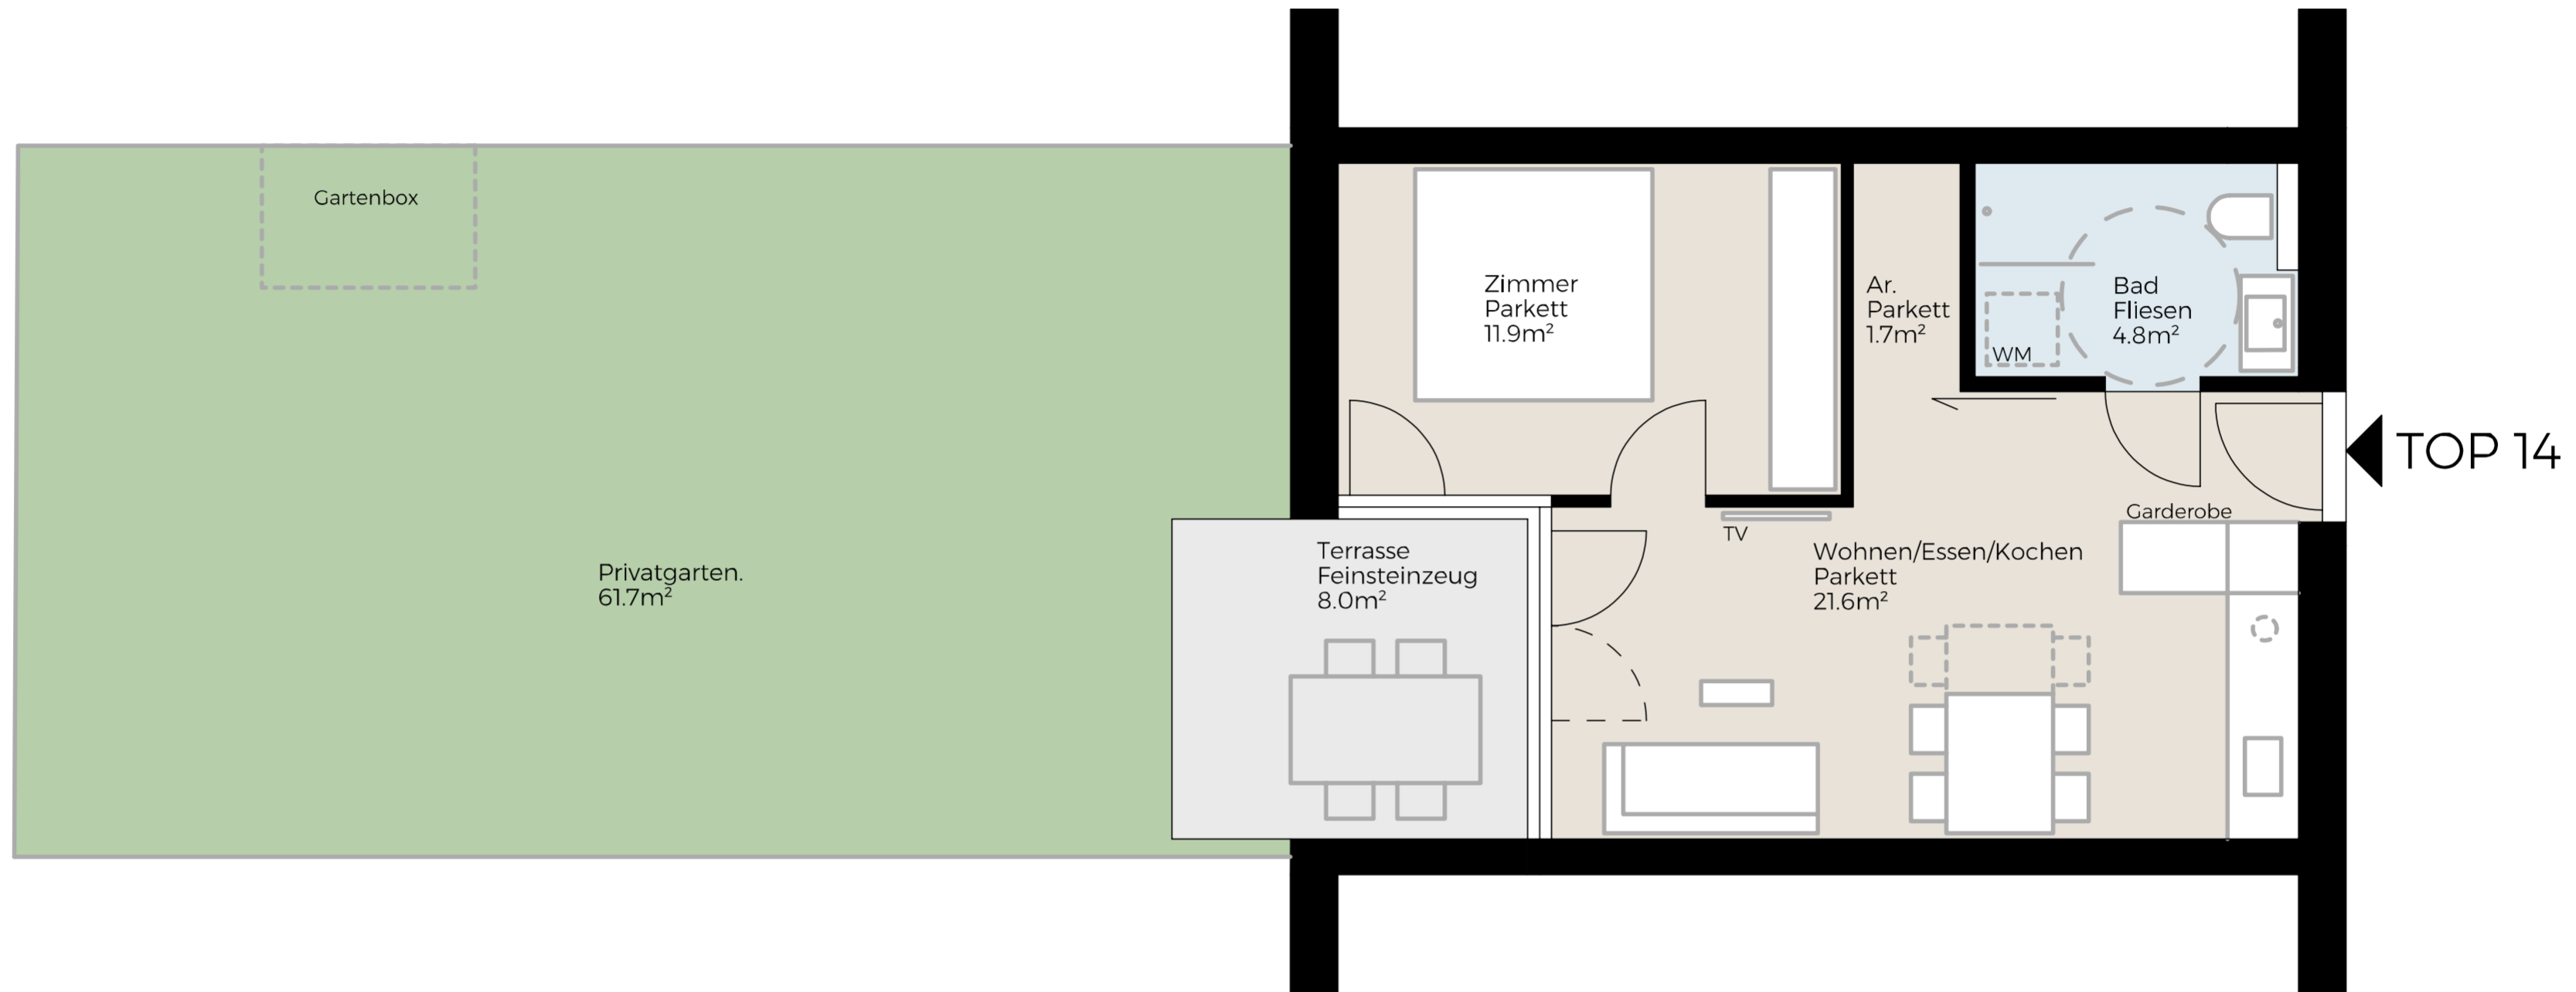 Gartenbox
Privatgarten.
61.7m²
Zimmer
Parkett
11.9m²
Ar.
Parkett
1.7m²
Bad
Fliesen
4.8m²
WM
TOP 14
Garderobe
TV
Terrasse
Feinsteinzeug
8.0m²
Wohnen/Essen/Kochen
Parkett
21.6m²